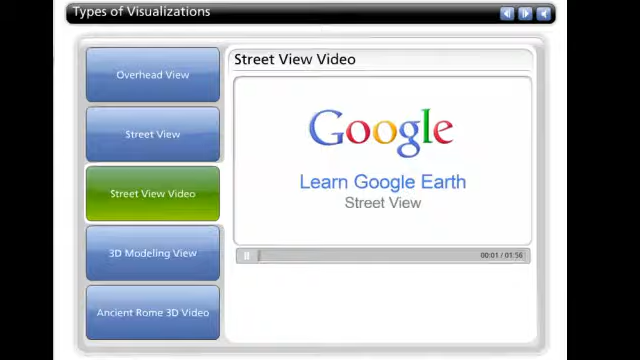 Types of Visualizations
Overhead View
Street View
Street View Video
3D Modeling View
Ancient Rome 3D Video
Street View Video
Google
Learn Google Earth
Street View
00:01 / 01:56